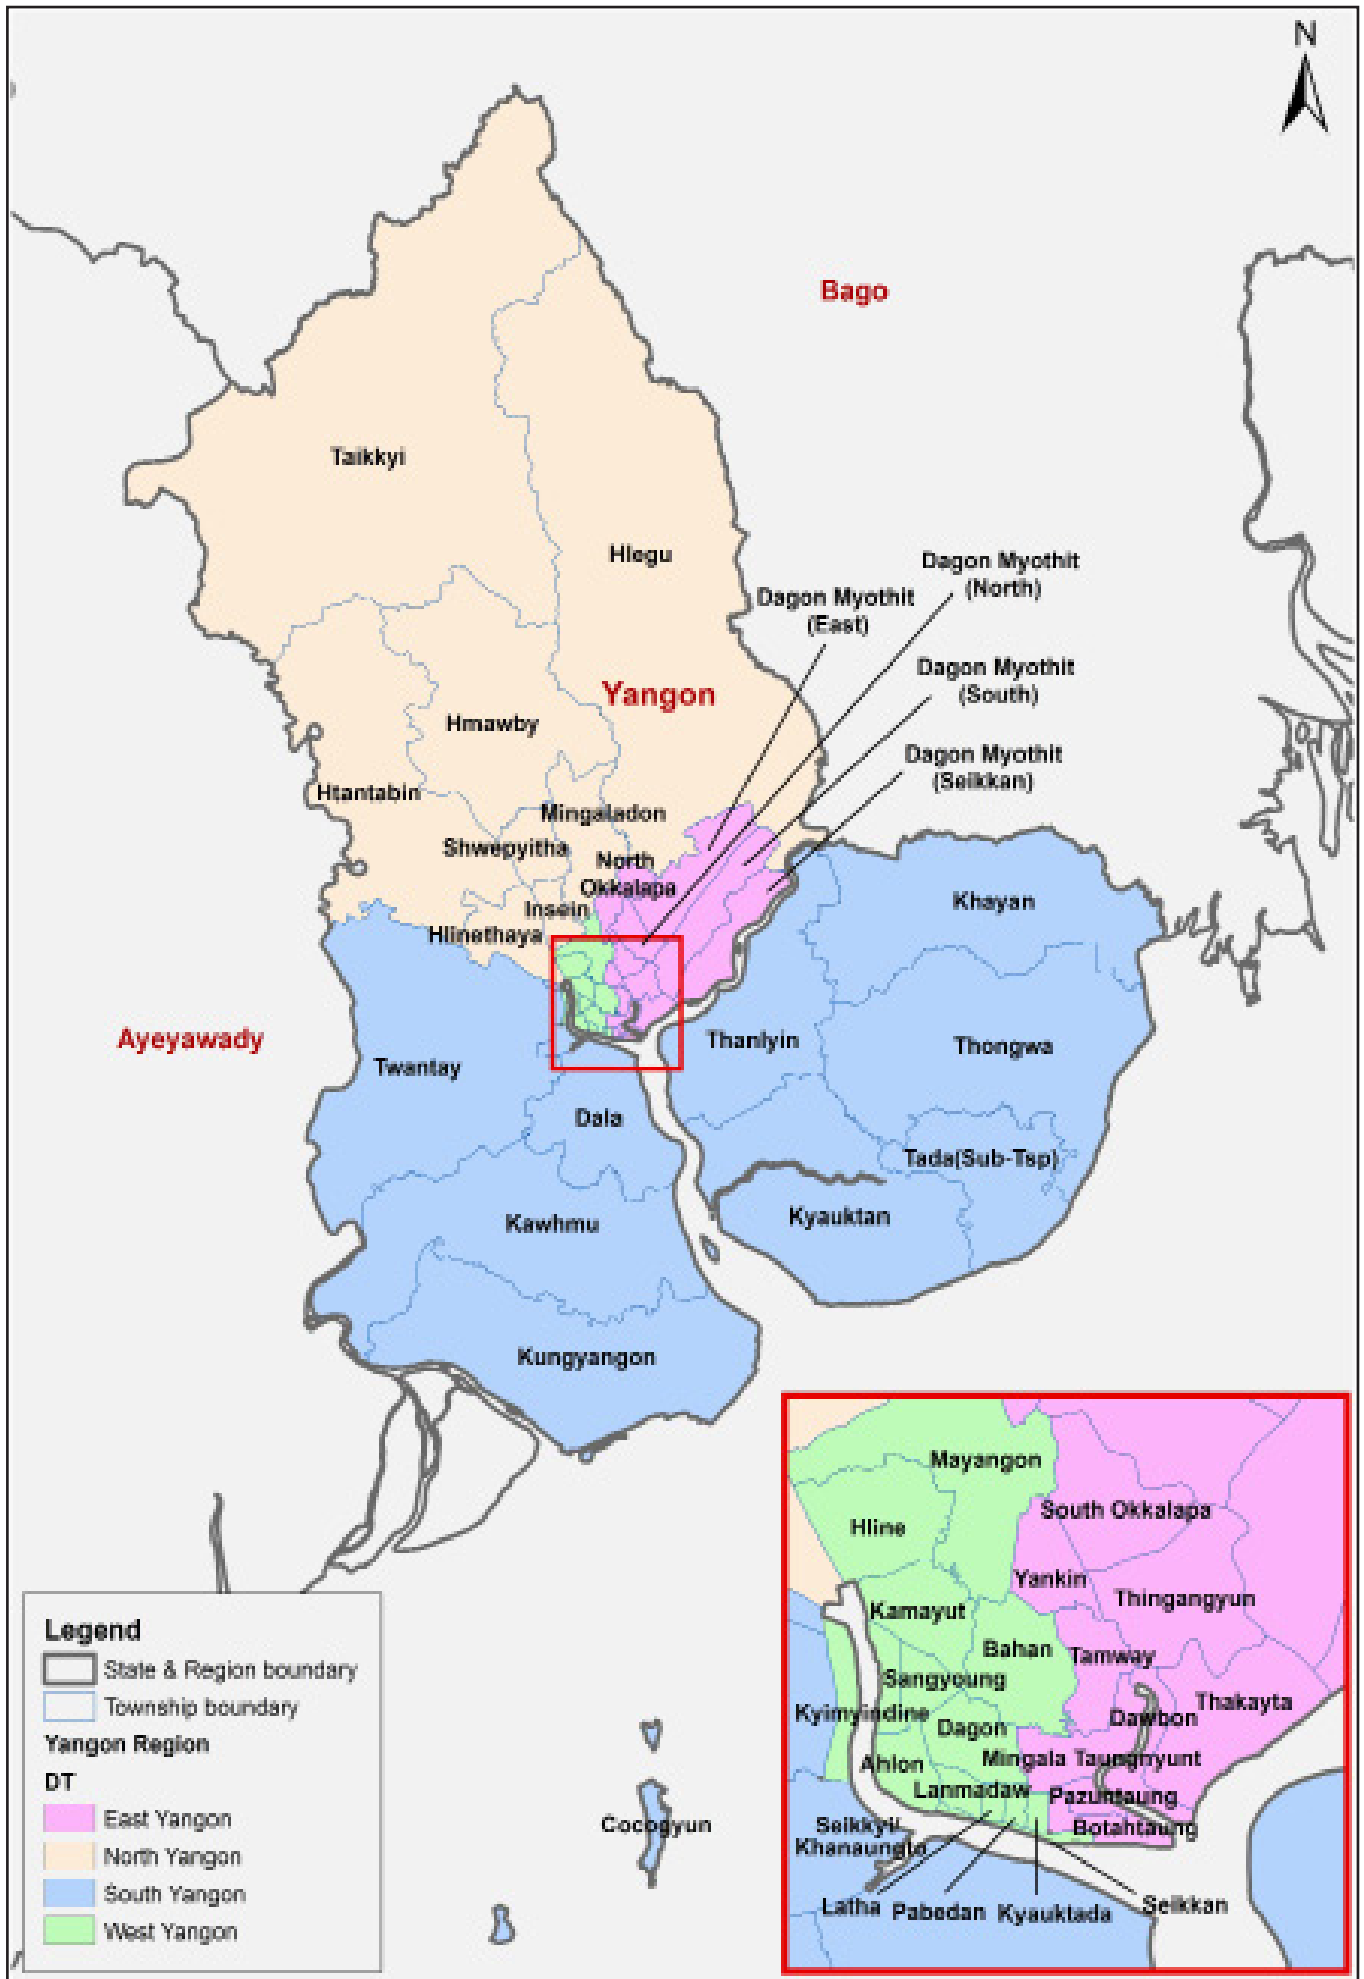 N
Bago
Taikkyi
Hlegu
Dagon Myothit
(North)
Dagon Myothit
(East)
Dagon Myothit
(South)
Yangon
Hmawby
Dagon Myothit
(Seikkan)
Htantabin
Mingaladon
Shwepyitha
North
Okkalapa
Insein
Hlinethaya
Khayan
Ayeyawady
Twantay
Thanlyin
Thongwa
Dala
Tada(Sub-Tsp)
Kawhmu
Kyauktan
Kungyangon
Mayangon
South Okkalapa
Hline
Yankin
Thingangyun
Kamayut
Bahan
Tamway
Sangyoung
Thakayta
Kyimyindine
Dagon
Dawbon
Ahlon
Mingala Taungnyunt
Lanmadaw
Pazuntaung
Seikkyi/
Khanaungto
Botahtaung
Latha
Pabedan
Kyauktada
Seikkan
Cocogyun
Legend
State & Region boundary
Township boundary
Yangon Region
DT
East Yangon
North Yangon
South Yangon
West Yangon